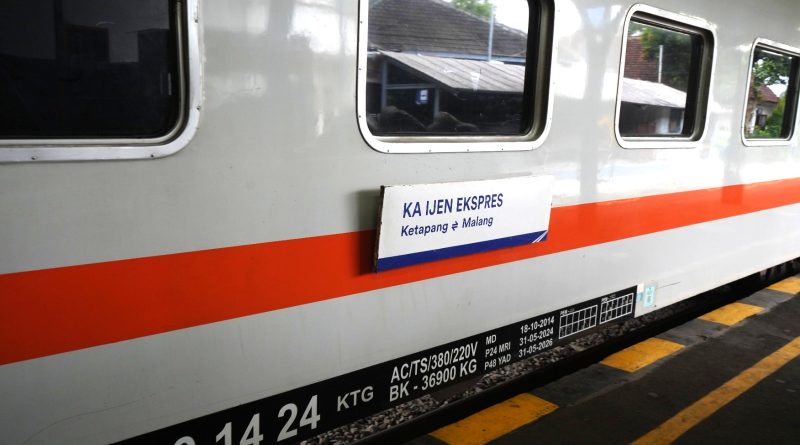 KA IJEN EKSPRES
Ketapang ⇌ Malang
14 24 KTG
AC/TS/380/220V
BK - 36900 KG
MD 18-10-2014
P24 MRI 31-05-2024
P48 YAD 31-05-2026